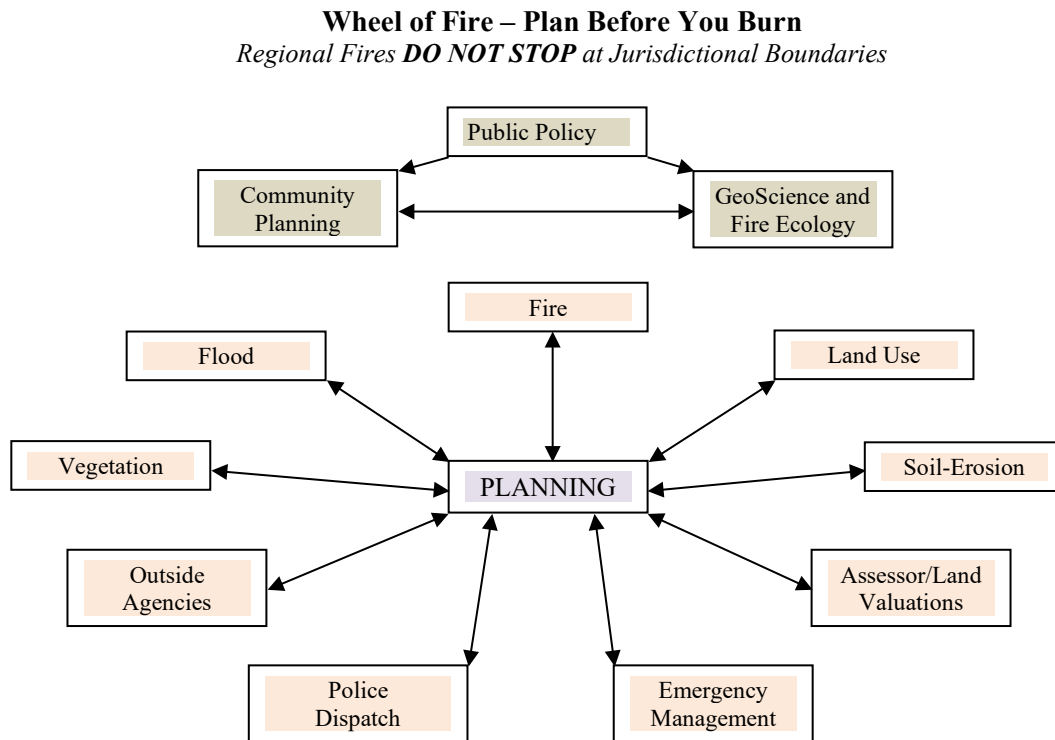 Wheel of Fire – Plan Before You Burn
Regional Fires DO NOT STOP at Jurisdictional Boundaries
Public Policy
Community
Planning
GeoScience and
Fire Ecology
Fire
Flood
Land Use
Vegetation
PLANNING
Soil-Erosion
Outside
Agencies
Assessor/Land
Valuations
Police
Dispatch
Emergency
Management